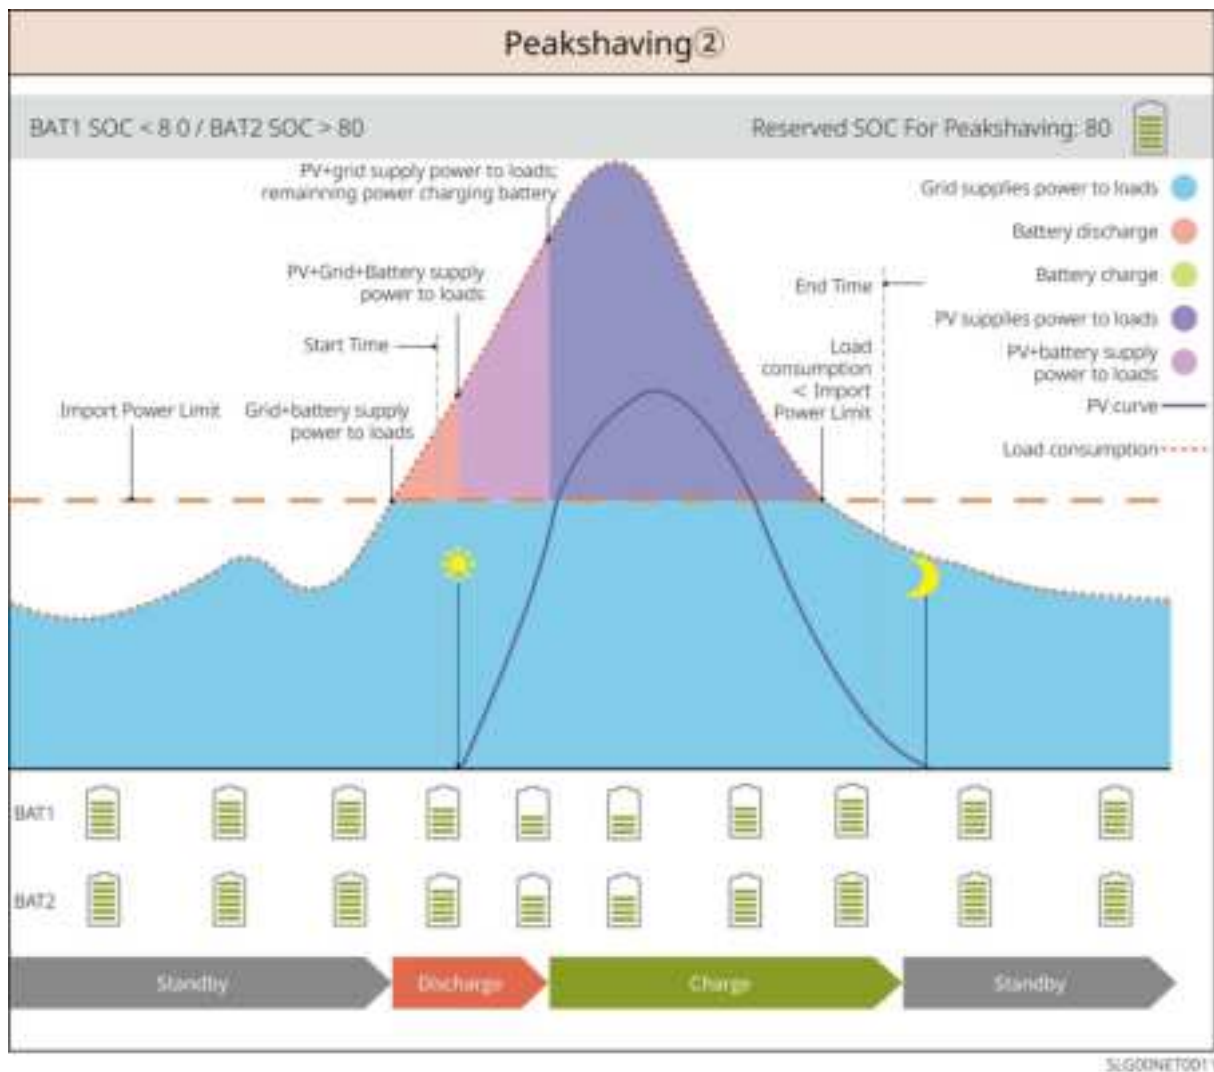 Peakshaving②
BAT1 SOC < 8 0 / BAT2 SOC > 80
Reserved SOC For Peakshaving: 80
PV+grid supply power to loads;
remainning power charging battery
Grid supplies power to loads
Battery discharge
PV+Grid+Battery supply
power to loads
Battery charge
End Time
PV supplies power to loads
Start Time
Load
consumption
< Import
Power Limit
PV+battery supply
power to loads
Import Power Limit
Grid+battery supply
power to loads
PV curve
Load consumption
BAT1
BAT2
Standby
Discharge
Charge
Standby
SLG00NET0011